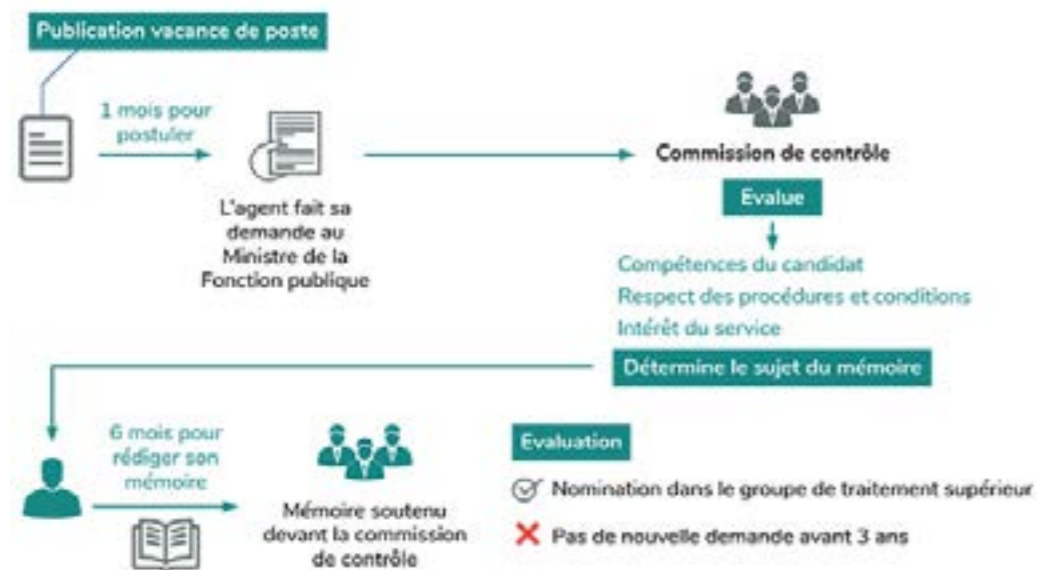 Publication vacance de poste
1 mois pour
postuler
L'agent fait sa
demande au
Ministre de la
Fonction publique
Commission de contrôle
Evalue
Compétences du candidat
Respect des procédures et conditions
Intérêt du service
Détermine le sujet du mémoire
6 mois pour
rédiger son
mémoire
Mémoire soutenu
devant la commission
de contrôle
Evaluation
Nomination dans le groupe de traitement supérieur
Pas de nouvelle demande avant 3 ans